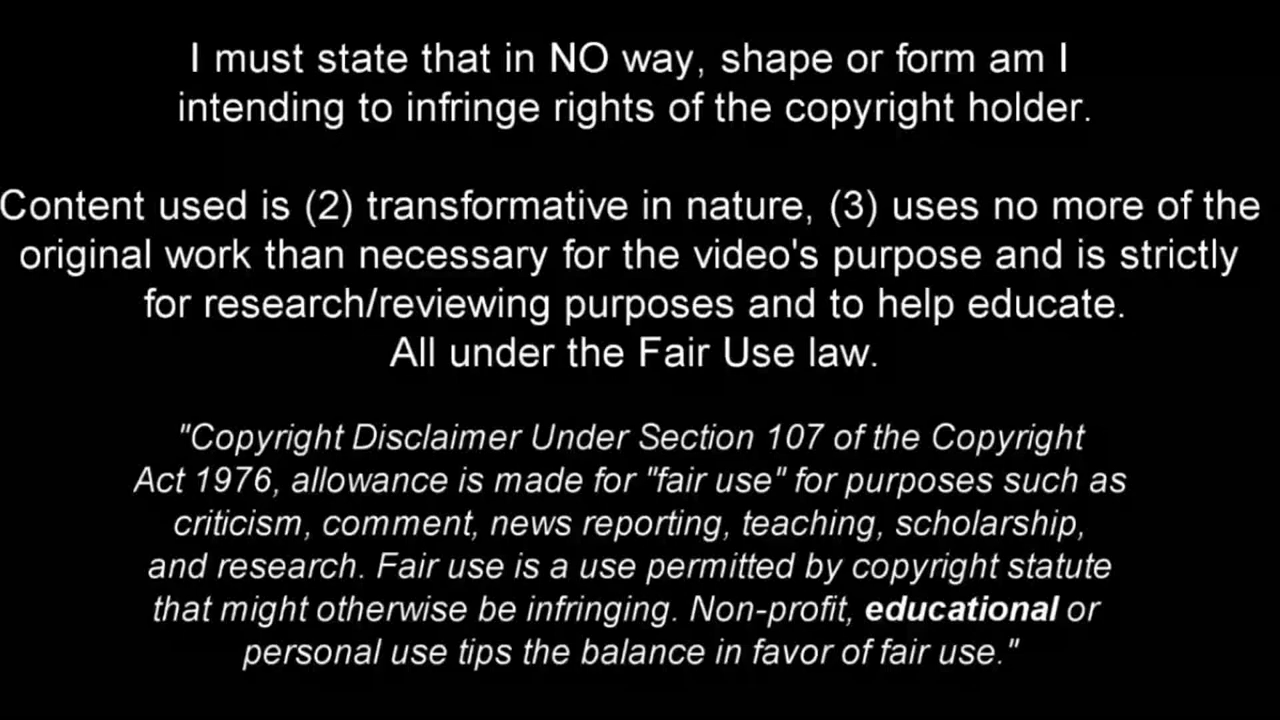 I must state that in NO way, shape or form am I
intending to infringe rights of the copyright holder.
Content used is (2) transformative in nature, (3) uses no more of the
original work than necessary for the video's purpose and is strictly
for research/reviewing purposes and to help educate.
All under the Fair Use law.
"Copyright Disclaimer Under Section 107 of the Copyright
Act 1976, allowance is made for "fair use" for purposes such as
criticism, comment, news reporting, teaching, scholarship,
and research. Fair use is a use permitted by copyright statute
that might otherwise be infringing. Non-profit, educational or
personal use tips the balance in favor of fair use."